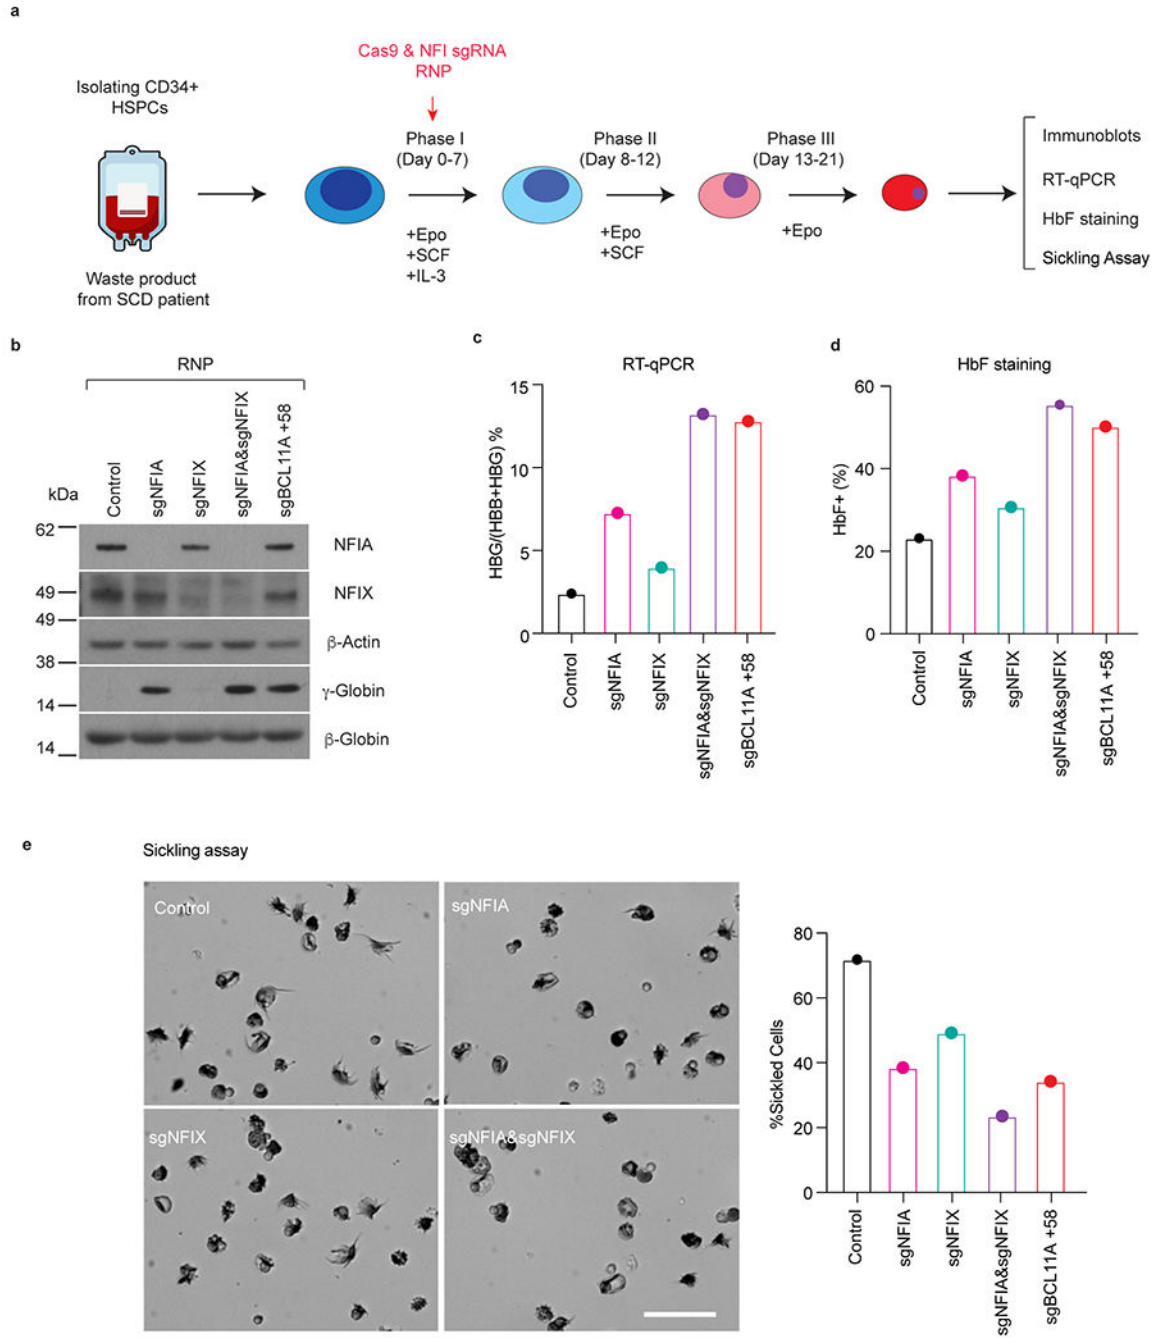 a
Cas9 & NFI sgRNA
RNP
Isolating CD34+
HSPCs
Phase I
(Day 0-7)
Phase II
(Day 8-12)
Phase III
(Day 13-21)
+Epo
+SCF
+IL-3
+Epo
+SCF
+Epo
Immunoblots
RT-qPCR
HbF staining
Sickling Assay
Waste product
from SCD patient
b
RNP
Control
sgNFIA
sgNFIX
sgNFIA&sgNFIX
sgBCL11A +58
kDa
62
49
49
38
14
14
NFIA
NFIX
β-Actin
γ-Globin
β-Globin
c
RT-qPCR
HBG/(HBB+HBG) %
15
10
5
0
Control
sgNFIA
sgNFIX
sgNFIA&sgNFIX
sgBCL11A +58
d
HbF staining
HbF+ (%)
60
40
20
0
Control
sgNFIA
sgNFIX
sgNFIA&sgNFIX
sgBCL11A +58
e
Sickling assay
Control
sgNFIA
sgNFIX
sgNFIA&sgNFIX
%Sickled Cells
80
60
40
20
0
Control
sgNFIA
sgNFIX
sgNFIA&sgNFIX
sgBCL11A +58